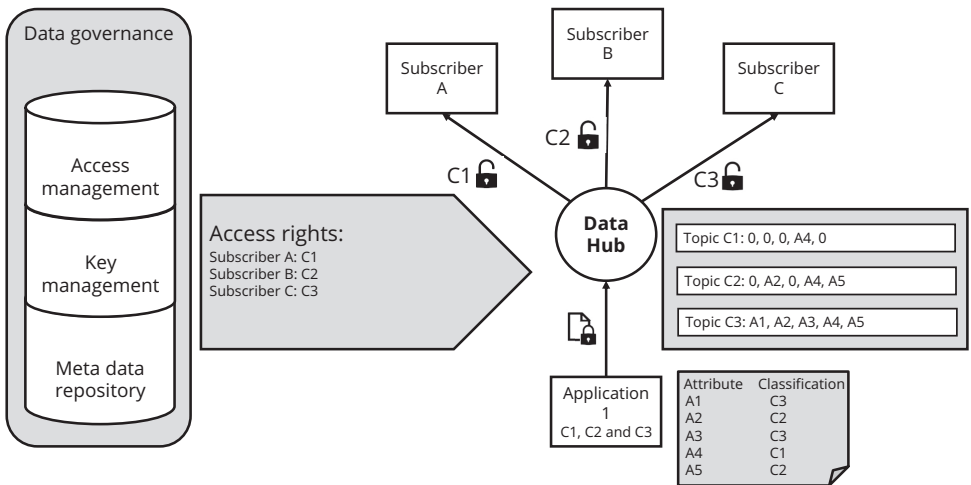 Data governance
Access
management
Key
management
Meta data
repository
Access rights:
Subscriber A: C1
Subscriber B: C2
Subscriber C: C3
Subscriber
A
Subscriber
B
Subscriber
C
C1
C2
C3
Data
Hub
Topic C1: 0, 0, 0, A4, 0
Topic C2: 0, A2, 0, A4, A5
Topic C3: A1, A2, A3, A4, A5
Application
1
C1, C2 and C3
Attribute Classification
A1 C3
A2 C2
A3 C3
A4 C1
A5 C2